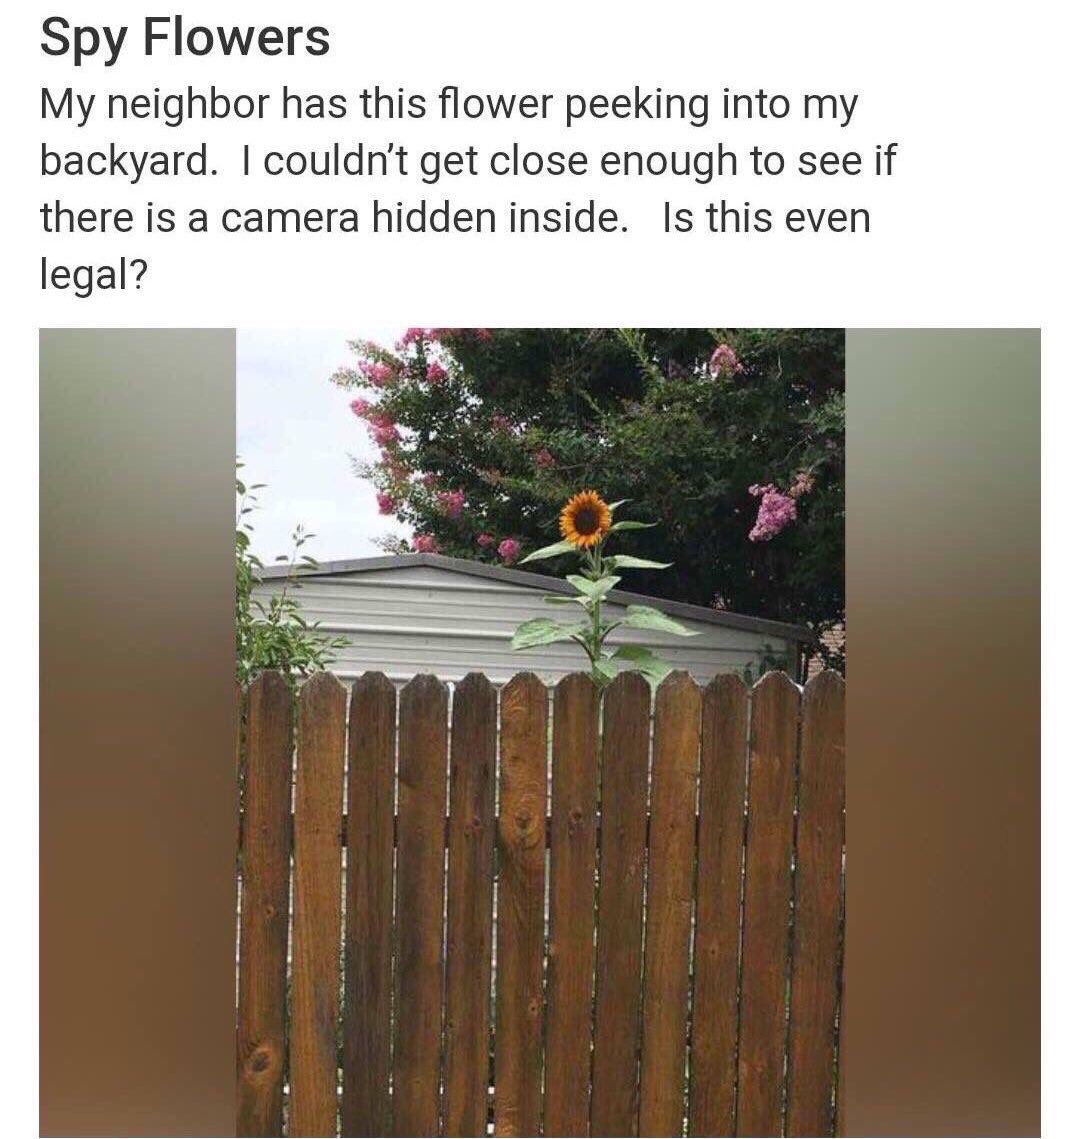 Spy Flowers
My neighbor has this flower peeking into my
backyard.  I couldn’t get close enough to see if
there is a camera hidden inside.   Is this even
legal?